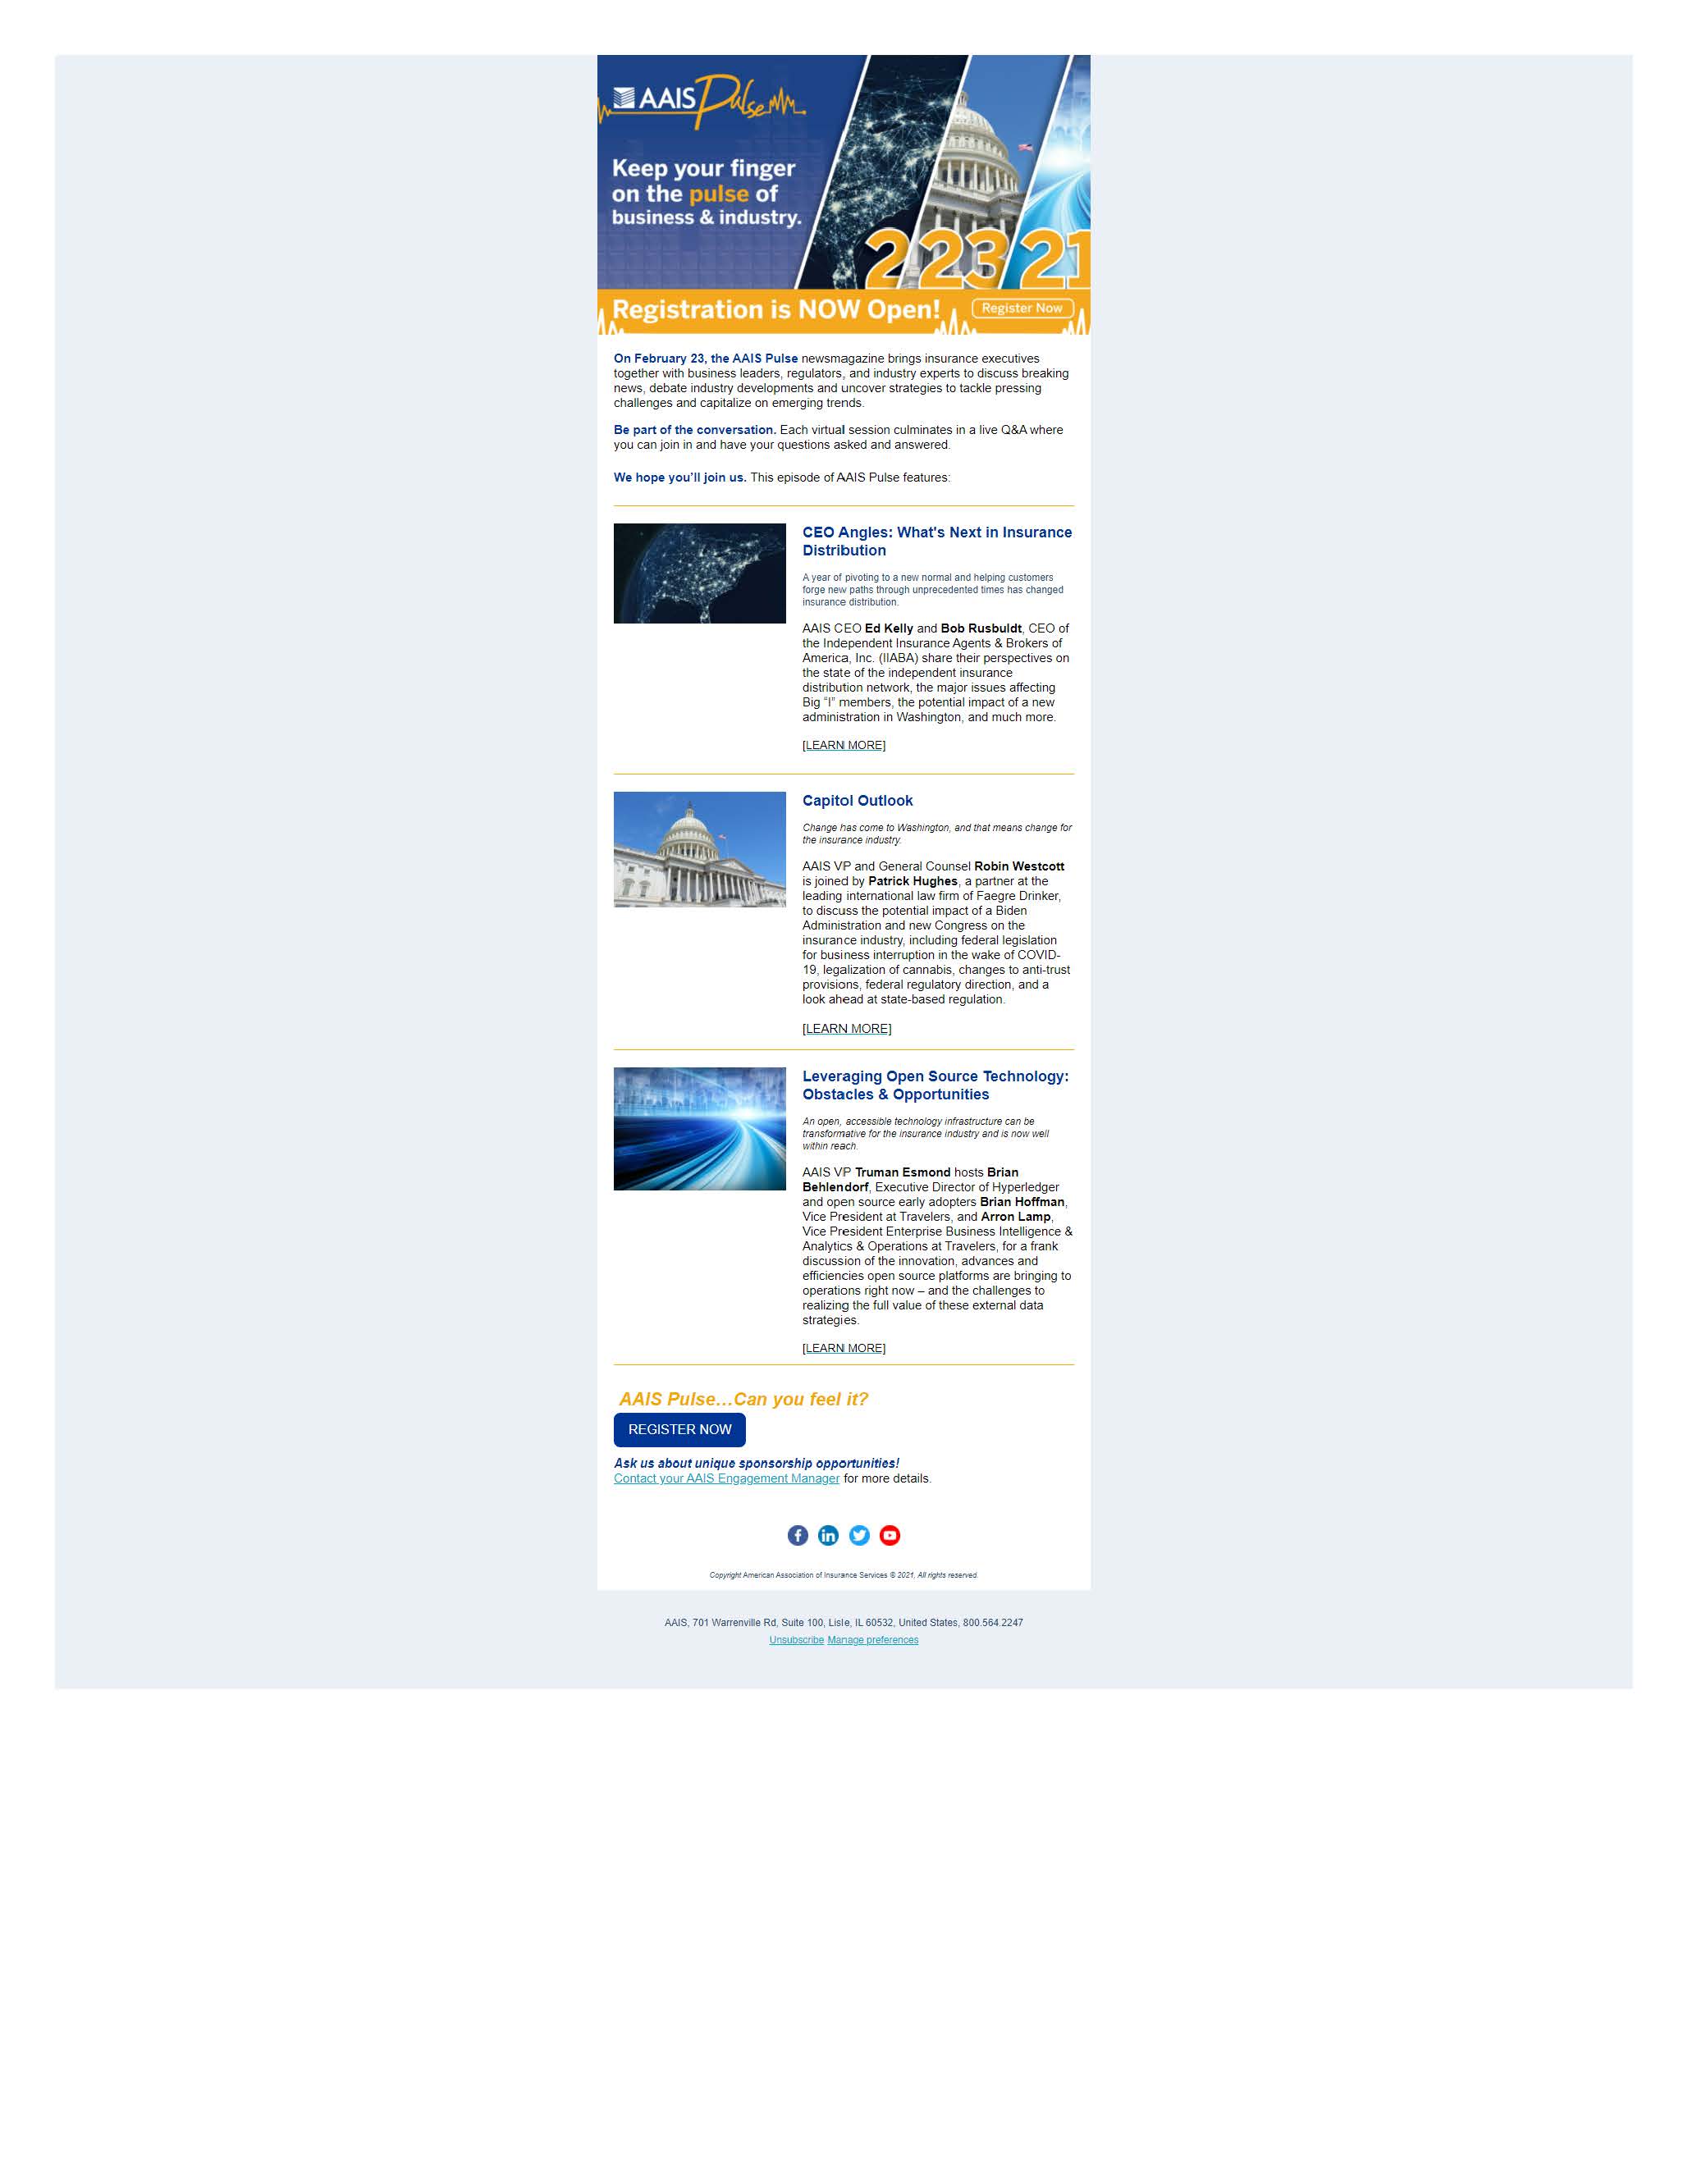 AAIS Pulse
Keep your finger
on the pulse of
business & industry.
2 23 21
Registration is NOW Open!
Register Now
On February 23, the AAIS Pulse newsmagazine brings insurance executives
together with business leaders, regulators, and industry experts to discuss breaking
news, debate industry developments and uncover strategies to tackle pressing
challenges and capitalize on emerging trends.
Be part of the conversation. Each virtual session culminates in a live Q&A where
you can join in and have your questions asked and answered.
We hope you'll join us. This episode of AAIS Pulse features:
CEO Angles: What's Next in Insurance
Distribution
A year of pivoting to a new normal and helping customers
forge new paths through unprecedented times has changed
insurance distribution.
AAIS CEO Ed Kelly and Bob Rusbuldt, CEO of
the Independent Insurance Agents & Brokers of
America, Inc. (IIABA) share their perspectives on
the state of the independent insurance
distribution network, the major issues affecting
Big “I” members, the potential impact of a new
administration in Washington, and much more.
[LEARN MORE]
Capitol Outlook
Change has come to Washington, and that means change for
the insurance industry.
AAIS VP and General Counsel Robin Westcott
is joined by Patrick Hughes, a partner at the
leading international law firm of Faegre Drinker,
to discuss the potential impact of a Biden
Administration and new Congress on the
insurance industry, including federal legislation
for business interruption in the wake of COVID-
19, legalization of cannabis, changes to anti-trust
provisions, federal regulatory direction, and a
look ahead at state-based regulation.
[LEARN MORE]
Leveraging Open Source Technology:
Obstacles & Opportunities
An open, accessible technology infrastructure can be
transformative for the insurance industry and is now well
within reach.
AAIS VP Truman Esmond hosts Brian
Behlendorf, Executive Director of Hyperledger
and open source early adopters Brian Hoffman,
Vice President at Travelers, and Arron Lamp,
Vice President Enterprise Business Intelligence &
Analytics & Operations at Travelers, for a frank
discussion of the innovation, advances and
efficiencies open source platforms are bringing to
operations right now – and the challenges to
realizing the full value of these external data
strategies.
[LEARN MORE]
AAIS Pulse…Can you feel it?
REGISTER NOW
Ask us about unique sponsorship opportunities!
Contact your AAIS Engagement Manager for more details.
Copyright American Association of Insurance Services © 2021, All rights reserved.
AAIS, 701 Warrenville Rd, Suite 100, Lisle, IL 60532, United States, 800.564.2247
Unsubscribe Manage preferences